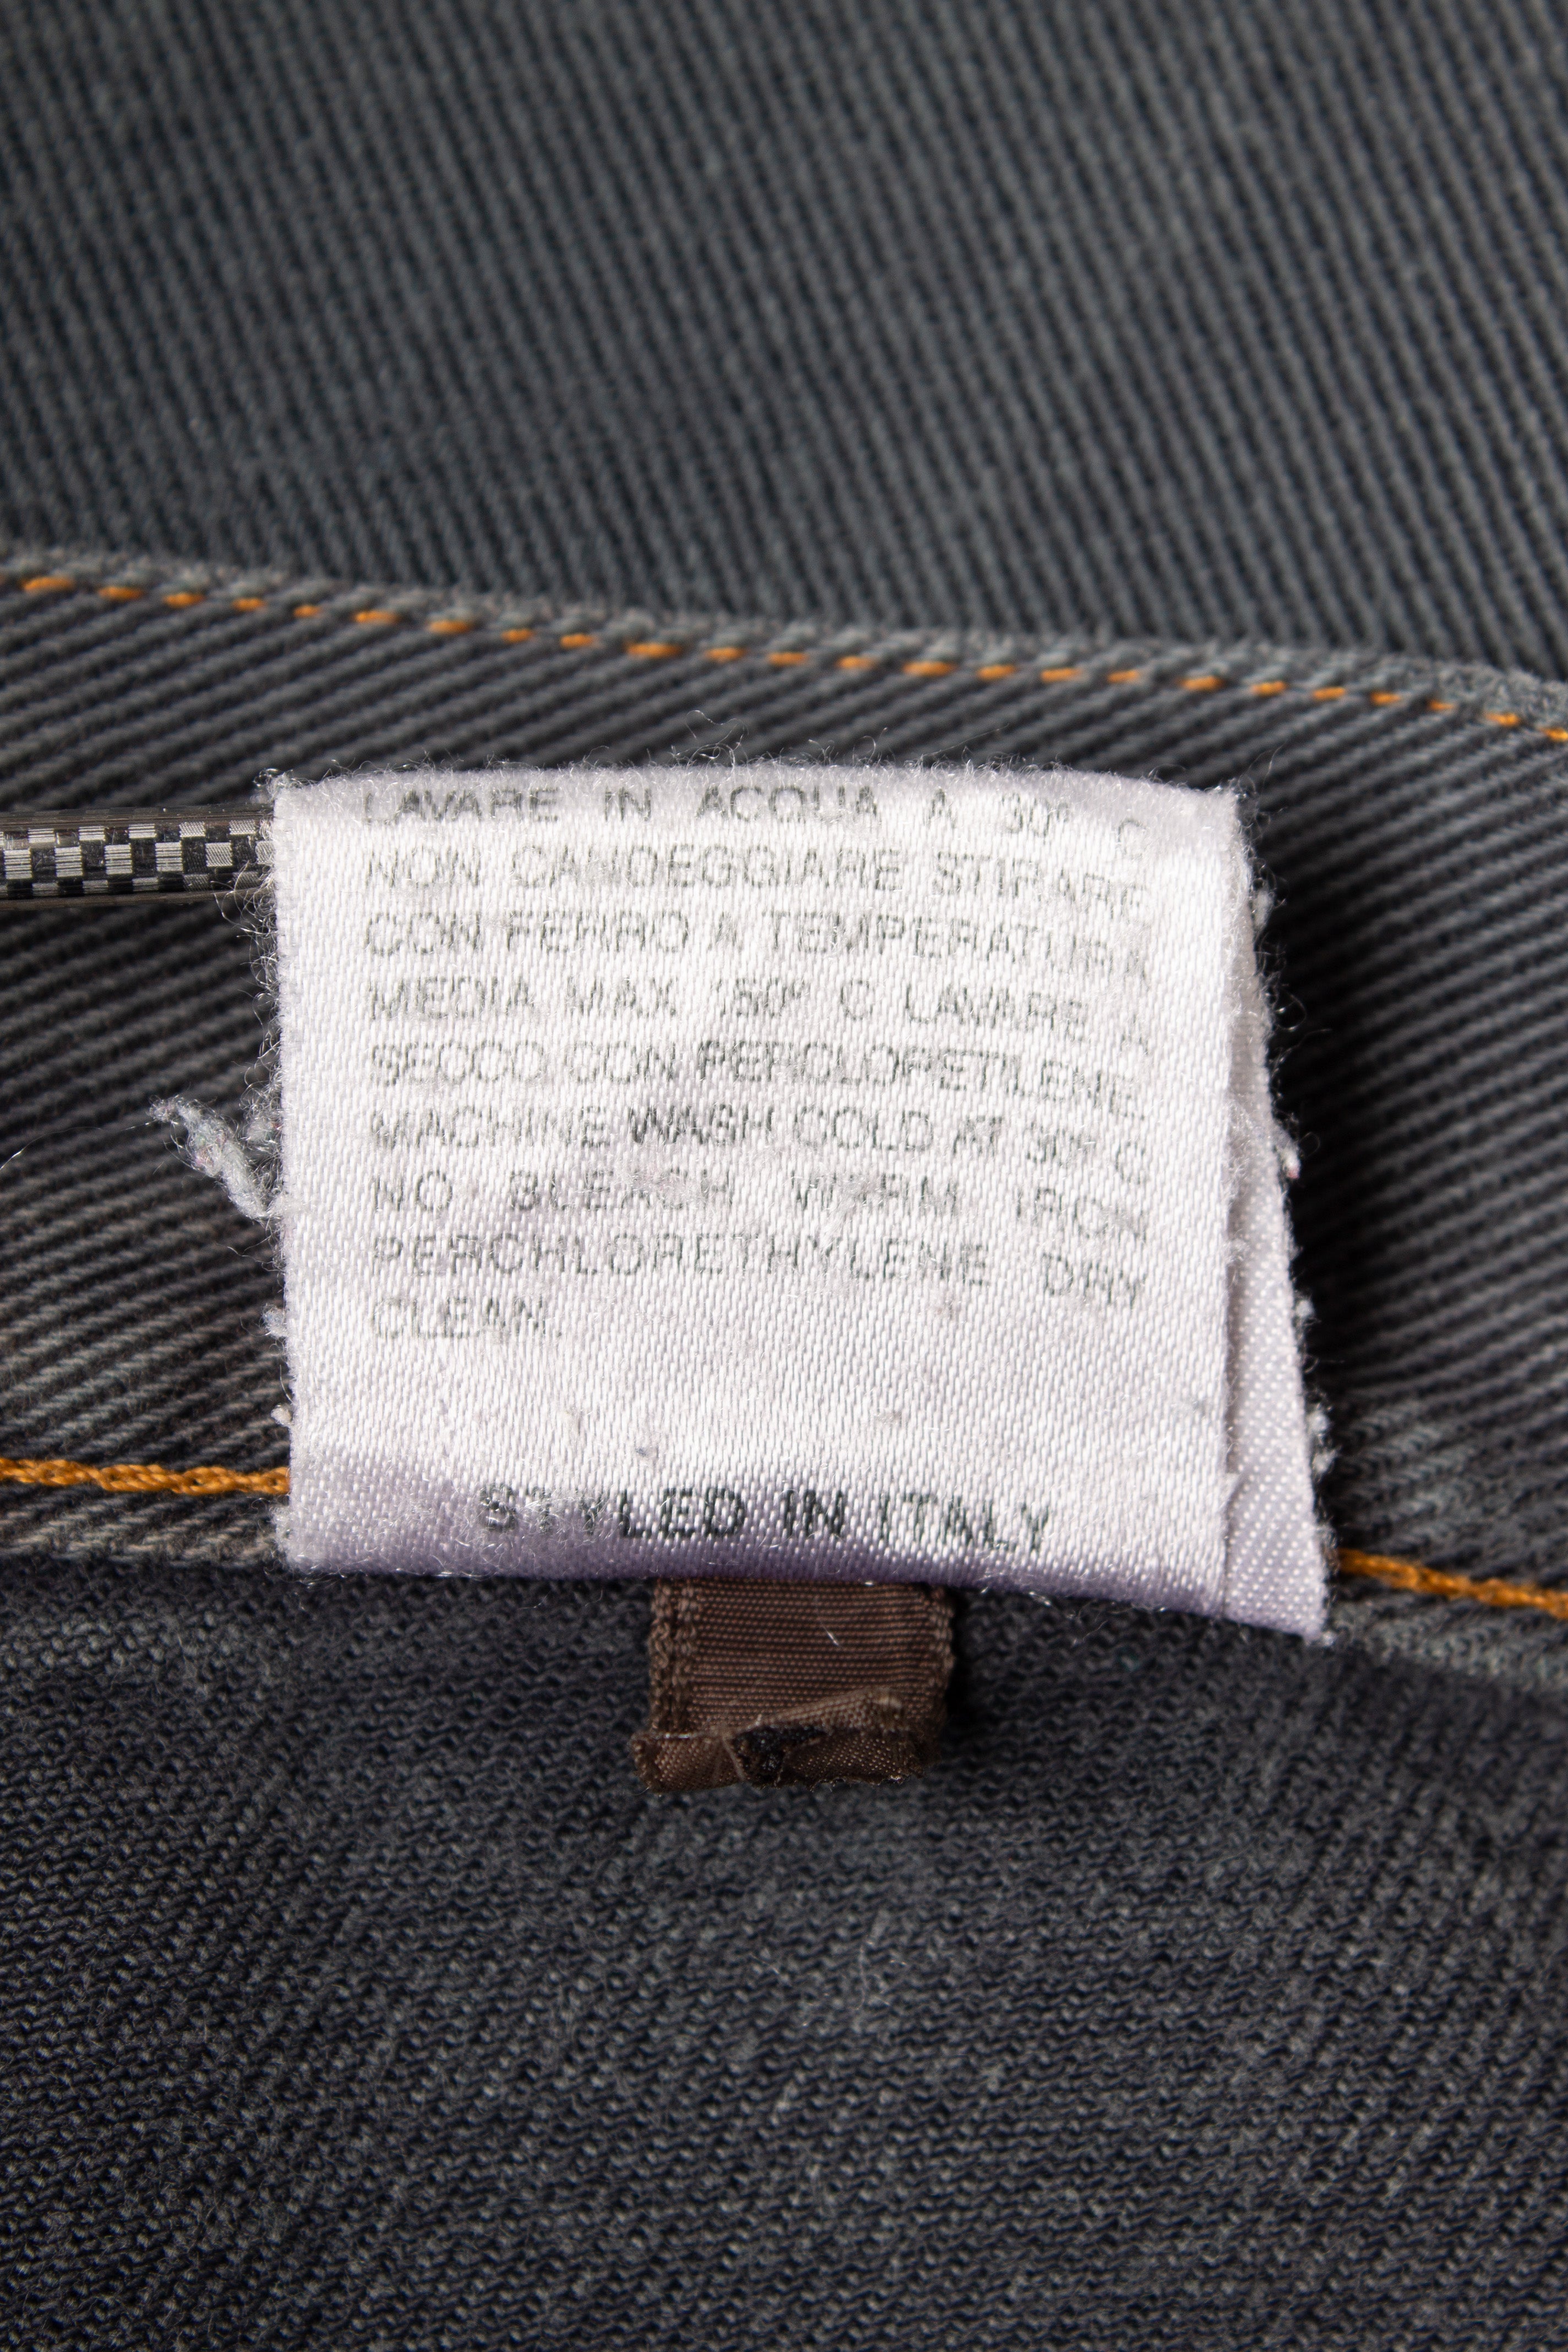 LAVARE IN ACQUA A 30° C
NON CANDEGGIARE STIRARE
CON FERRO A TEMPERATURA
MEDIA MAX 150° C LAVARE A
SECCO CON PERCLORETILENE
MACHINE WASH COLD AT 30° C
NO BLEACH WARM IRON
PERCHLORETHYLENE DRY
CLEAN.
STYLED IN ITALY